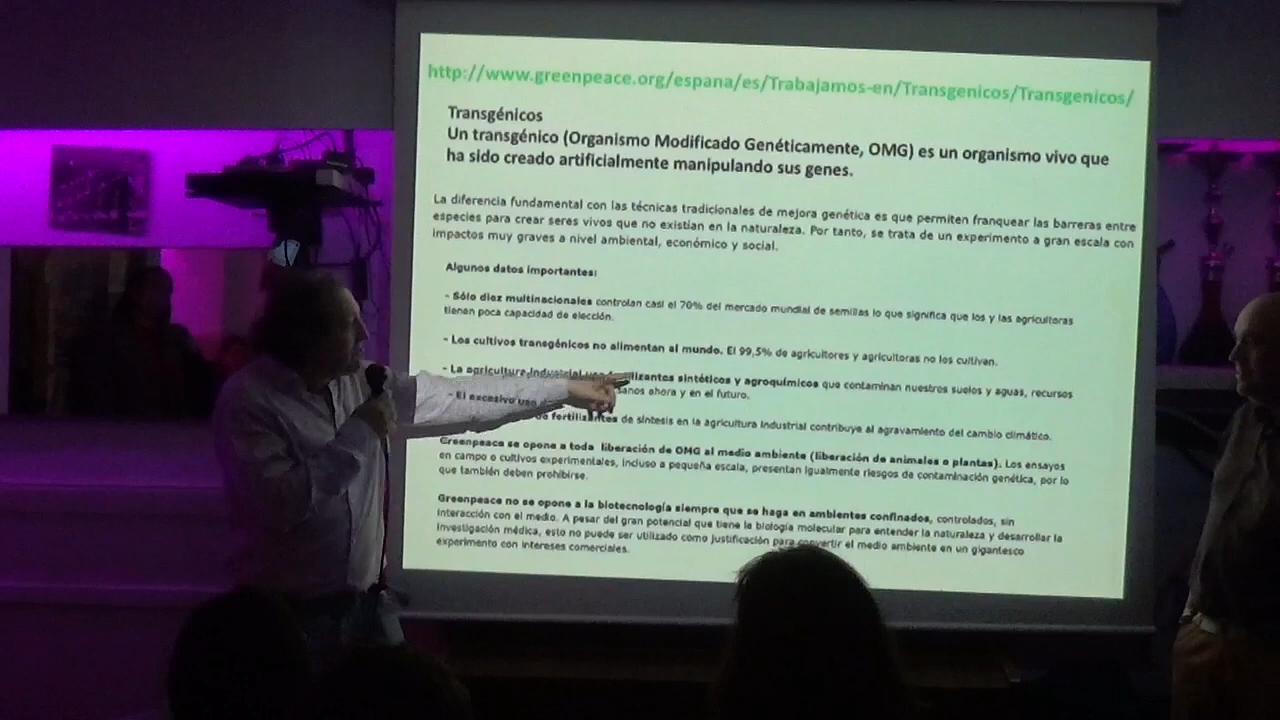 http://www.greenpeace.org/espana/es/Trabajamos-en/Transgenicos/Transgenicos/
Transgénicos
Un transgénico (Organismo Modificado Genéticamente, OMG) es un organismo vivo que
ha sido creado artificialmente manipulando sus genes.
La diferencia fundamental con las técnicas tradicionales de mejora genética es que permiten franquear las barreras entre
especies para crear seres vivos que no existían en la naturaleza. Por tanto, se trata de un experimento a gran escala con
impactos muy graves a nivel ambiental, económico y social.
Algunos datos importantes:
- Sólo diez multinacionales controlan casi el 70% del mercado mundial de semillas lo que significa que los y las agricultoras
tienen poca capacidad de elección.
- Los cultivos transgénicos no alimentan al mundo. El 99,5% de agricultores y agricultoras no los cultivan.
- La agricultura industrial usa sintéticos y agroquímicos que contaminan nuestros suelos y aguas, recursos
ahora y en el futuro.
- El excesivo uso de fertilizantes de síntesis en la agricultura industrial contribuye al agravamiento del cambio climático.
Greenpeace se opone a toda liberación de OMG al medio ambiente (liberación de animales o plantas). Los ensayos
en campo o cultivos experimentales, incluso a pequeña escala, presentan igualmente riesgos de contaminación genética, por lo
que también deben prohibirse.
Greenpeace no se opone a la biotecnología siempre que se haga en ambientes confinados, controlados, sin
interacción con el medio. A pesar del gran potencial que tiene la biología molecular para entender la naturaleza y desarrollar la
investigación médica, esto no puede ser utilizado como justificación para convertir el medio ambiente en un gigantesco
experimento con intereses comerciales.